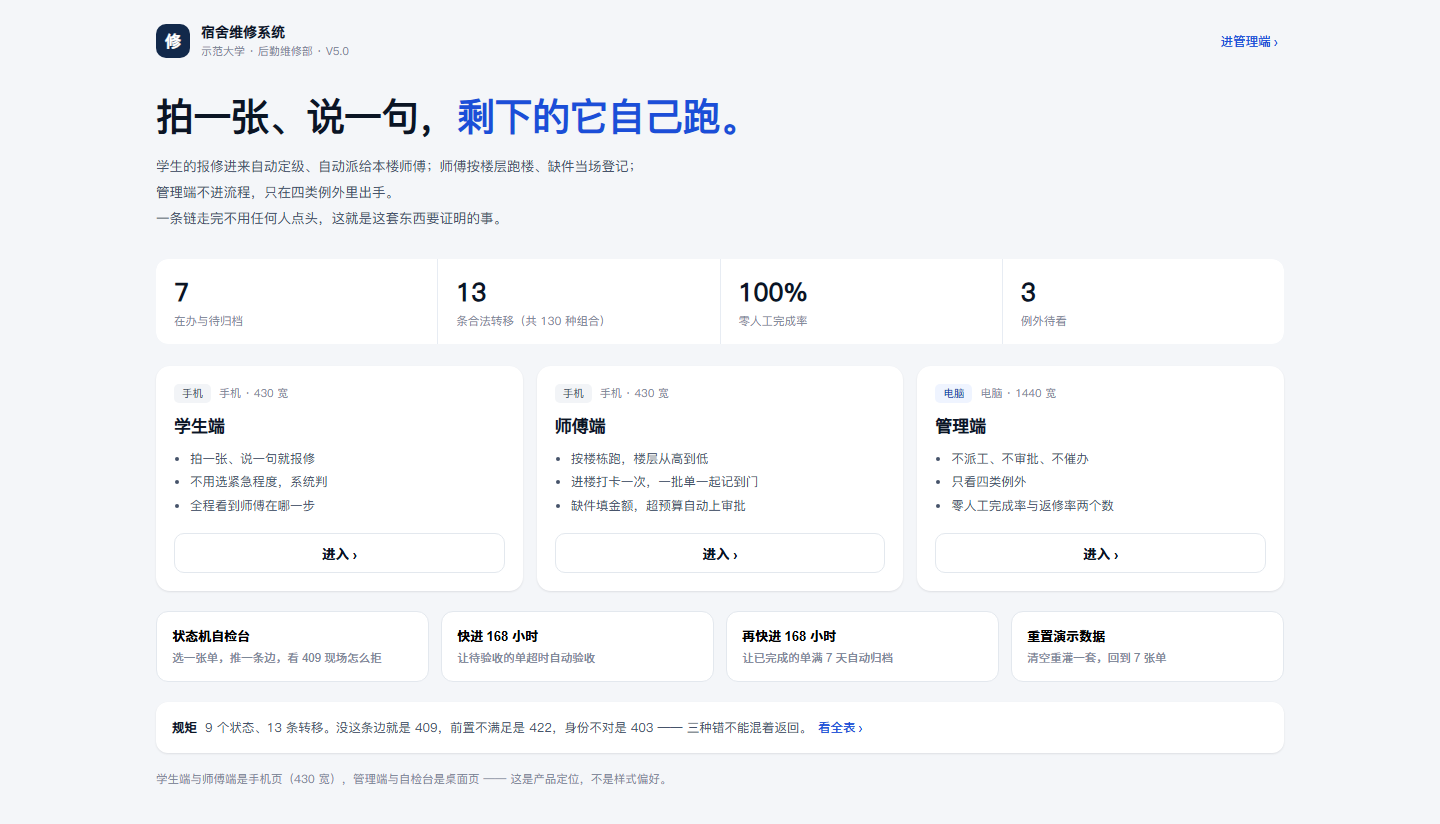 修
宿舍维修系统
示范大学 · 后勤维修部 · V5.0
进管理端 ›
拍一张、说一句，剩下的它自己跑。
学生的报修进来自动定级、自动派给本楼师傅；师傅按楼层跑楼、缺件当场登记；
管理端不进流程，只在四类例外里出手。
一条链走完不用任何人点头，这就是这套东西要证明的事。
7
在办与待归档
13
条合法转移（共 130 种组合）
100%
零人工完成率
3
例外待看
手机 手机 · 430 宽
学生端
• 拍一张、说一句就报修
• 不用选紧急程度，系统判
• 全程看到师傅在哪一步
进入 ›
手机 手机 · 430 宽
师傅端
• 按楼栋跑，楼层从高到低
• 进楼打卡一次，一批单一起记到门
• 缺件填金额，超预算自动上审批
进入 ›
电脑 电脑 · 1440 宽
管理端
• 不派工、不审批、不催办
• 只看四类例外
• 零人工完成率与返修率两个数
进入 ›
状态机自检台
选一张单，推一条边，看 409 现场怎么拒
快进 168 小时
让待验收的单超时自动验收
再快进 168 小时
让已完成的单满 7 天自动归档
重置演示数据
清空重灌一套，回到 7 张单
规矩 9 个状态、13 条转移。没这条边就是 409，前置不满足是 422，身份不对是 403 —— 三种错不能混着返回。 看全表 ›
学生端与师傅端是手机页（430 宽），管理端与自检台是桌面页 —— 这是产品定位，不是样式偏好。